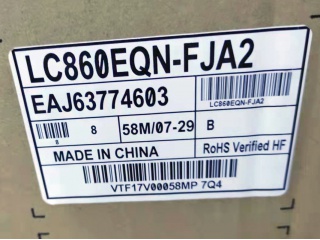 LC860EQN-FJA2
EAJ63774603
LC860EQN-FJA2
8
58M/07-29
B
MADE IN CHINA
RoHS Verified HF
VTF17V00058MP 7Q4